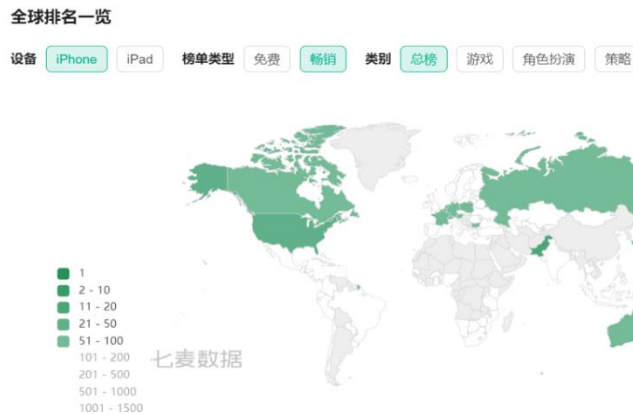 全球排名一览
设备 iPhone iPad 榜单类型 免费 畅销 类别 总榜 游戏 角色扮演 策略
1
2 - 10
11 - 20
21 - 50
51 - 100
101 - 200
201 - 500
501 - 1000
1001 - 1500
七麦数据